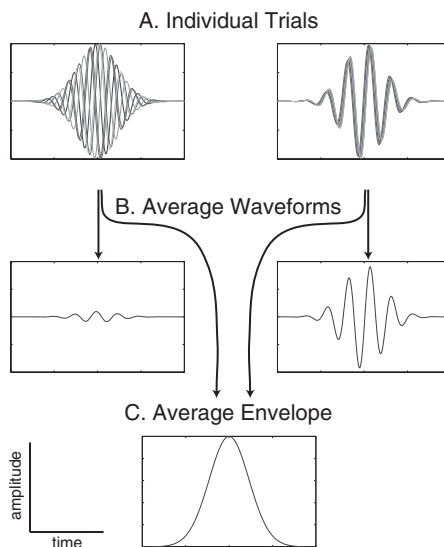 A. Individual Trials
B. Average Waveforms
C. Average Envelope
amplitude
time